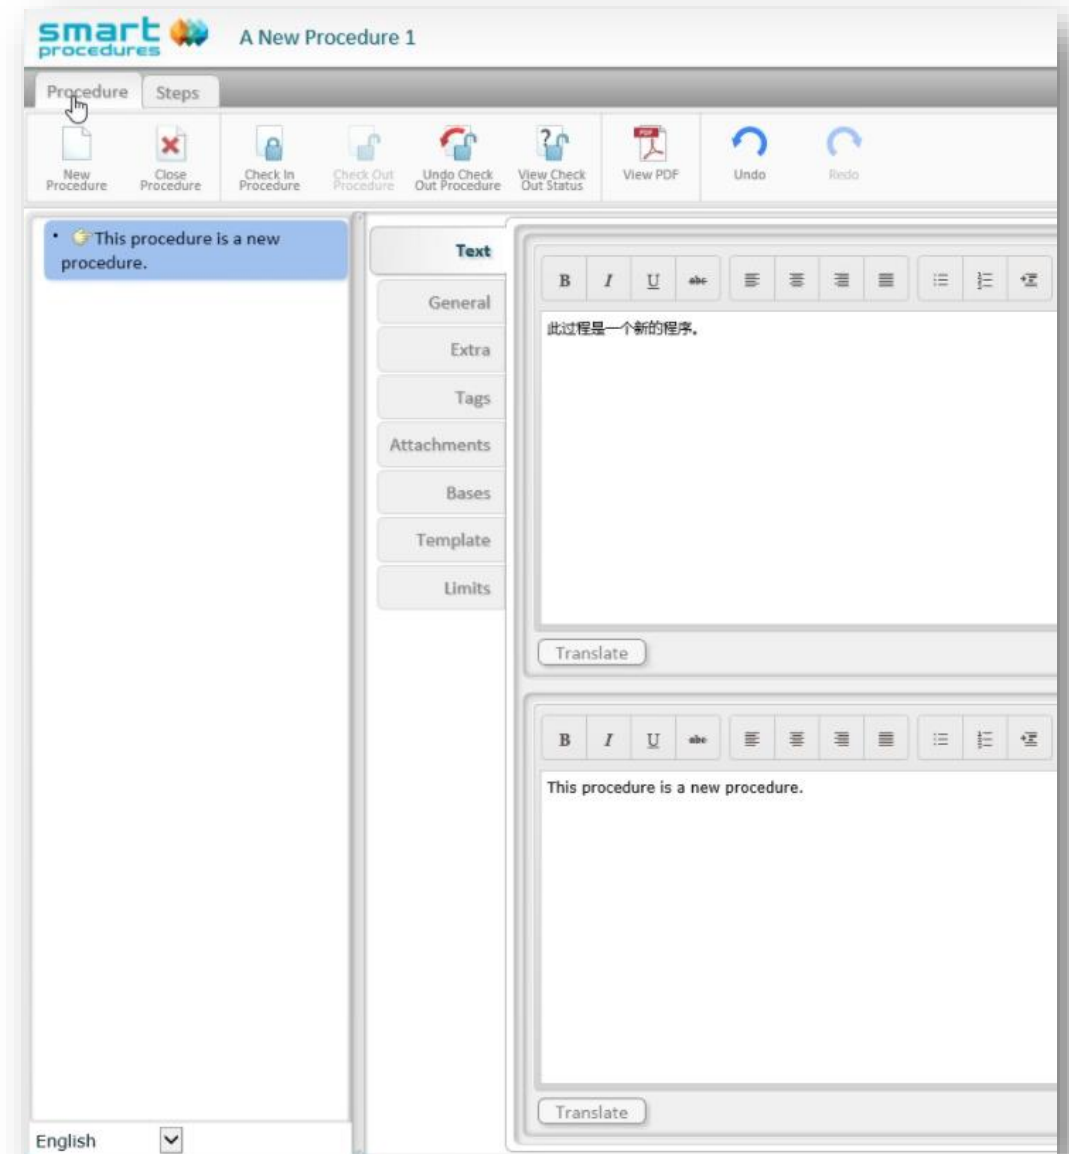 smart
procedures
A New Procedure 1
Procedure
Steps
New
Procedure
Close
Procedure
Check In
Procedure
Check Out
Procedure
Undo Check
Out Procedure
View Check
Out Status
PDF
View PDF
Undo
Redo
• This procedure is a new
procedure.
Text
General
Extra
Tags
Attachments
Bases
Template
Limits
B I U abc
此过程是一个新的程序。
Translate
B I U abc
This procedure is a new procedure.
Translate
English